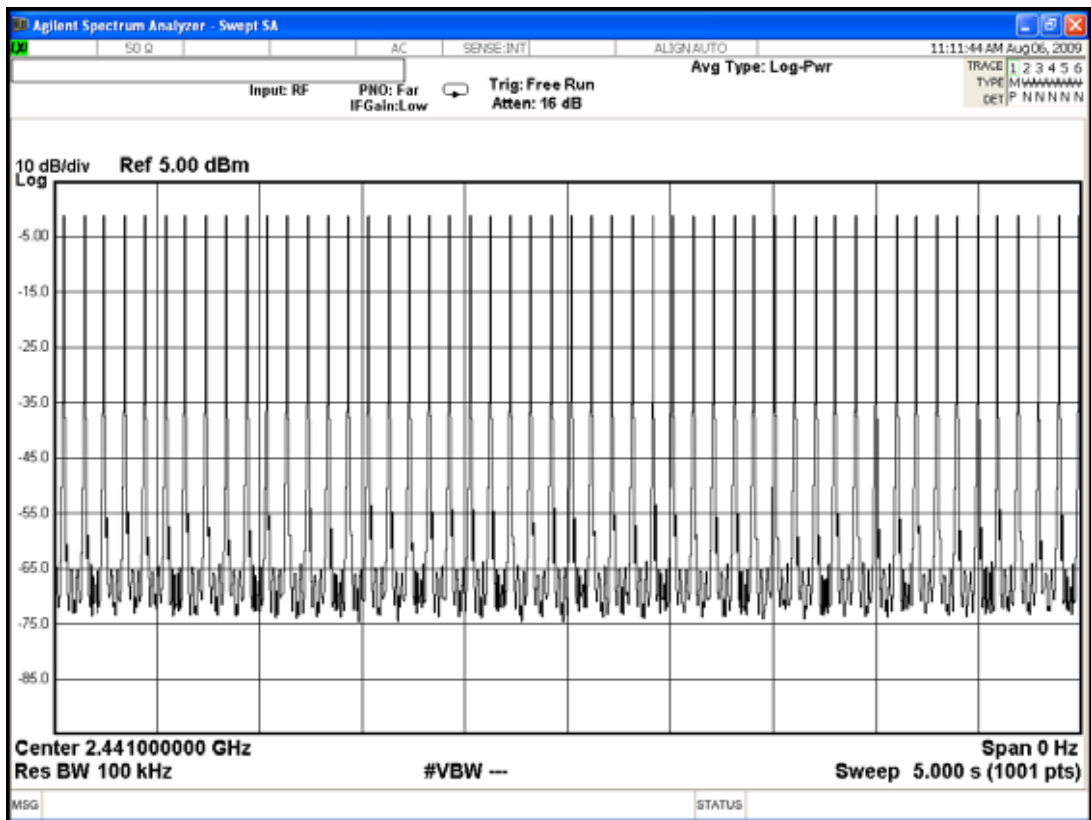 Agilent Spectrum Analyzer - Swept SA
50 Ω AC SENSE:INT ALIGNAUTO 11:11:44 AM Aug 06, 2009
Avg Type: Log-Pwr TRACE 1 2 3 4 5 6
Input: RF PNO: Far Trig: Free Run TYPE M W W W W W
IFGain:Low Atten: 16 dB DET P N N N N N
10 dB/div Ref 5.00 dBm
Log
-5.00
-15.0
-25.0
-35.0
-45.0
-55.0
-65.0
-75.0
-85.0
Center 2.441000000 GHz Span 0 Hz
Res BW 100 kHz #VBW --- Sweep 5.000 s (1001 pts)
MSG STATUS